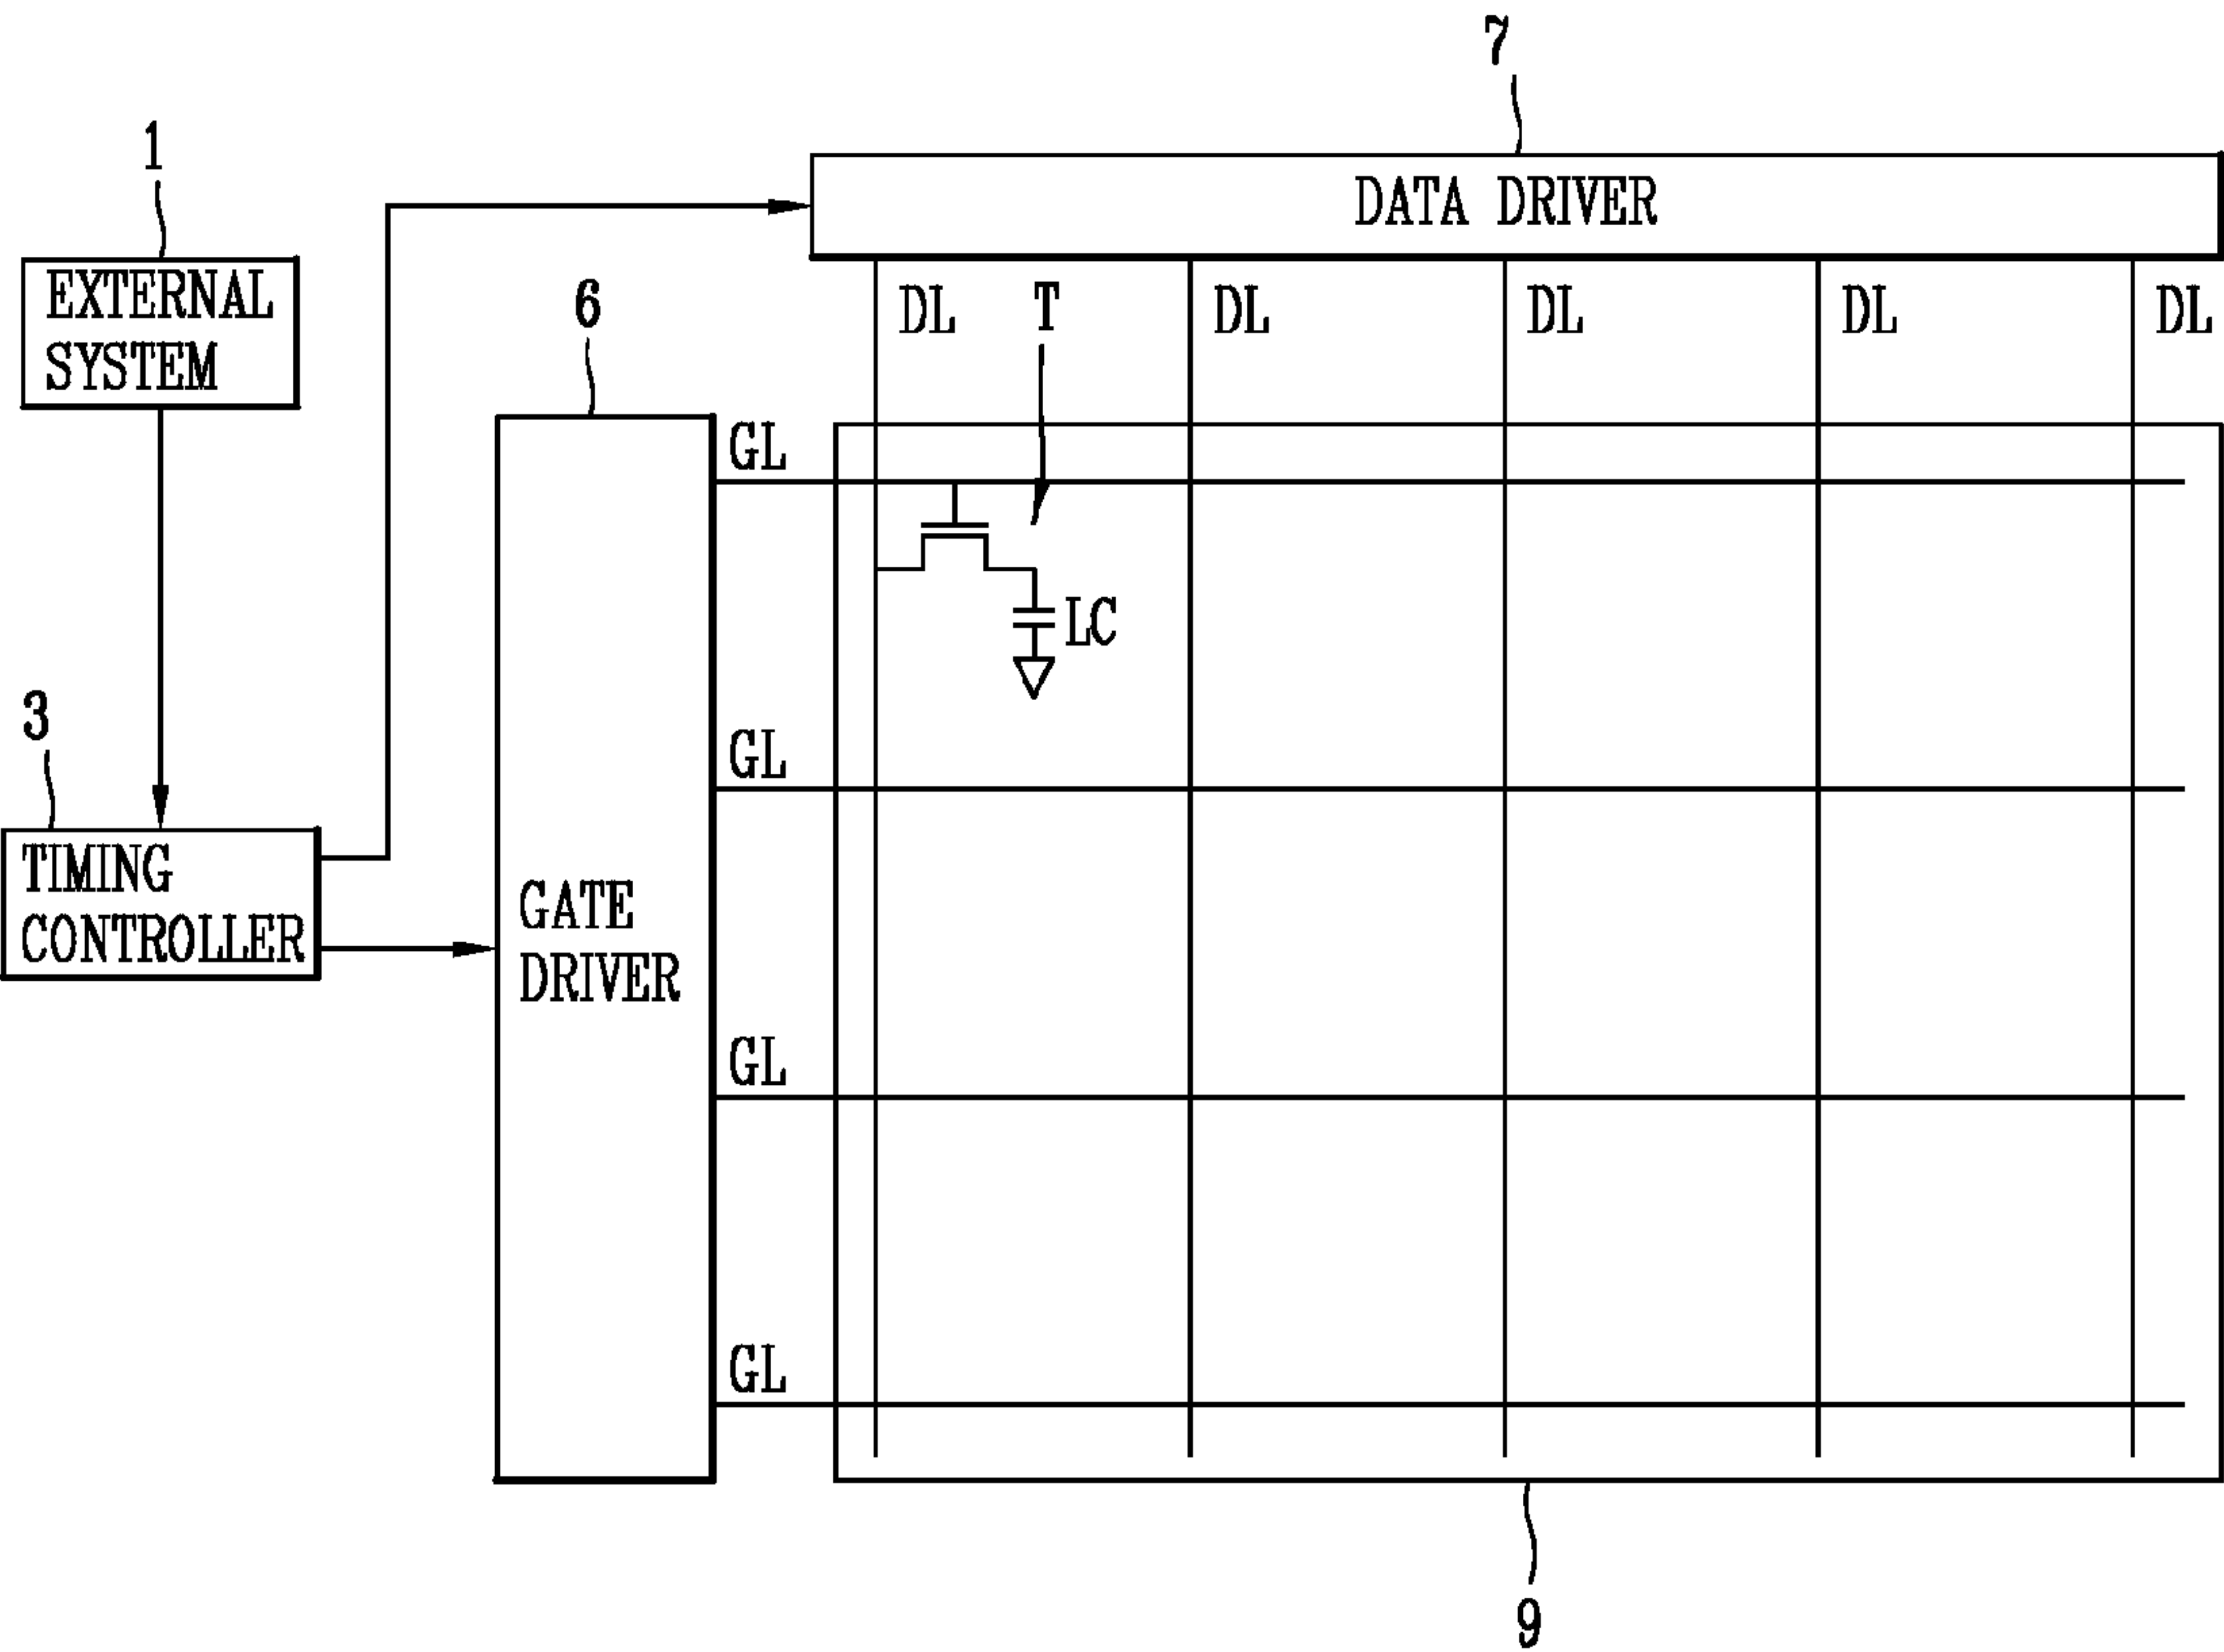 7
1
DATA DRIVER
EXTERNAL
SYSTEM
6
DL T DL DL DL DL
GL
LC
3
GL
TIMING
CONTROLLER
GATE
DRIVER
GL
GL
9